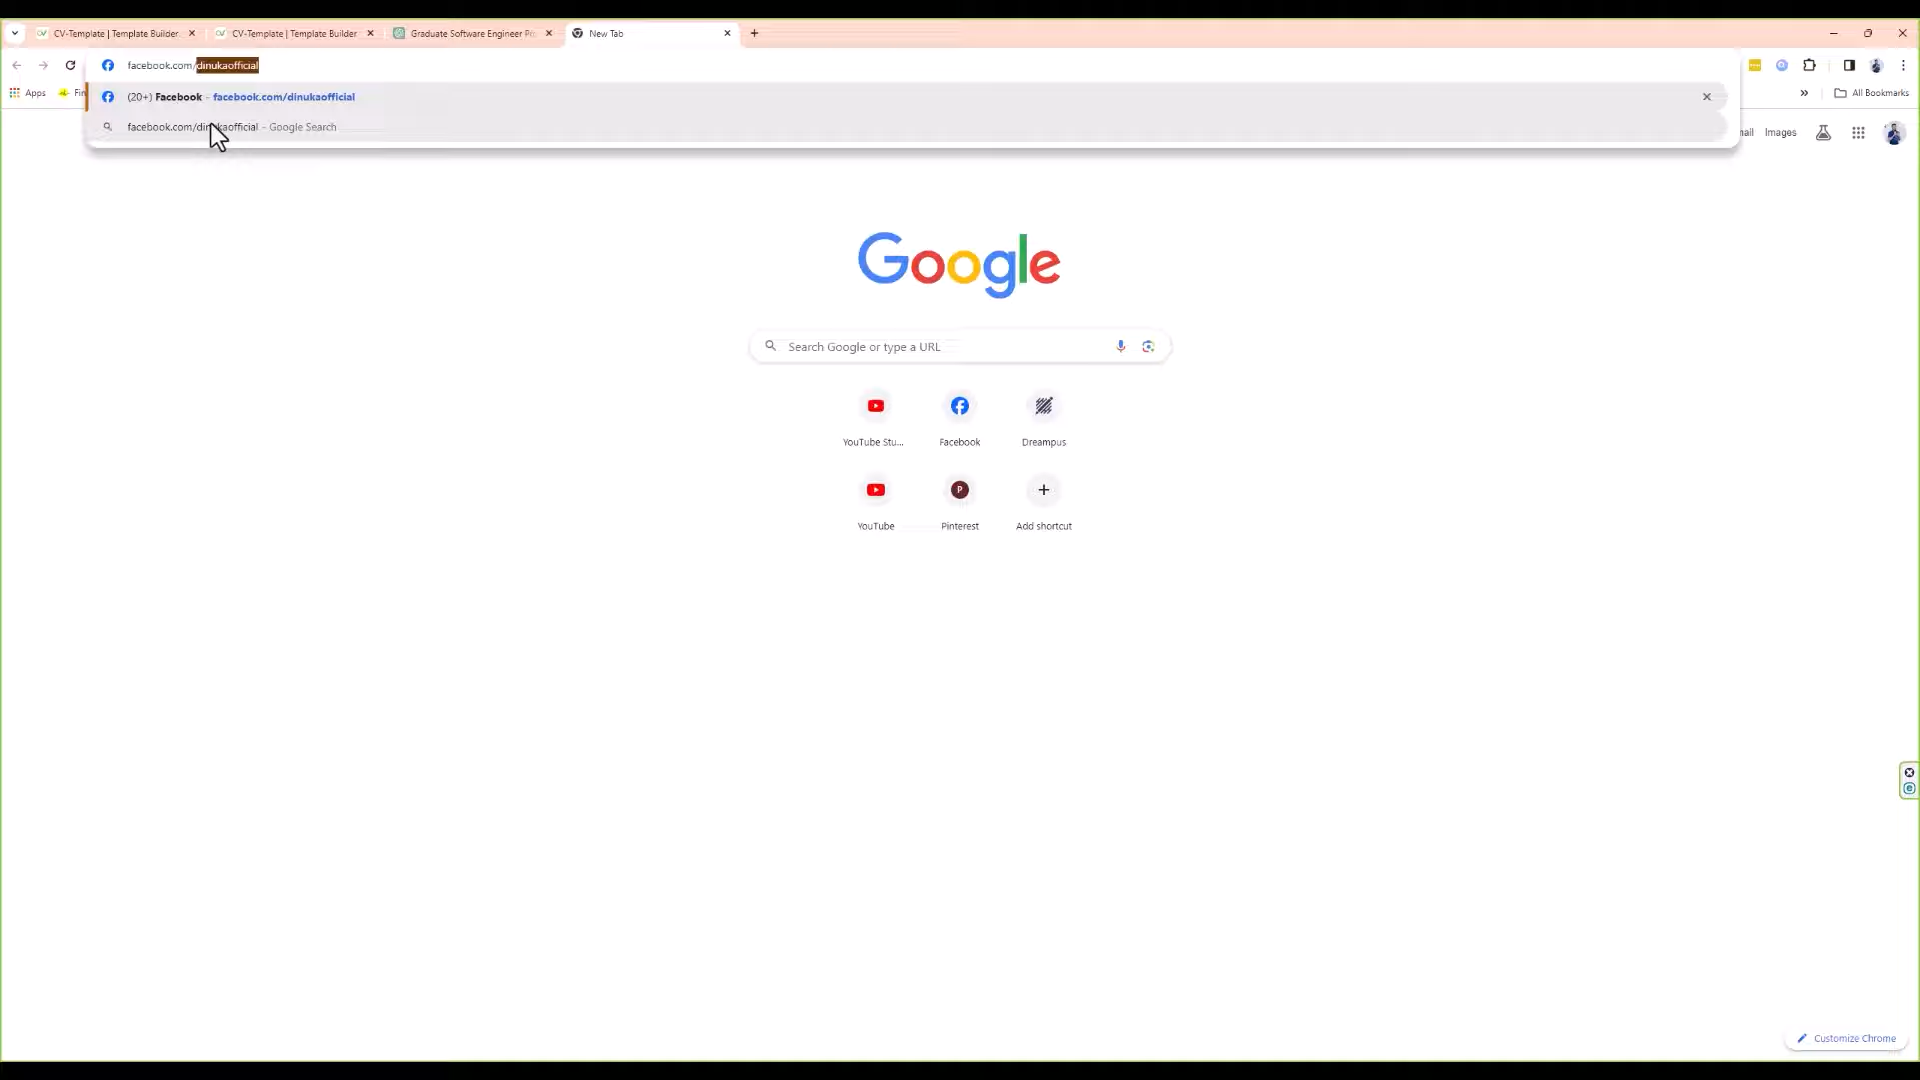 CV-Template | Template Builder
CV-Template | Template Builder
Graduate Software Engineer Pr
New Tab
facebook.com/dinukaofficial
(20+) Facebook - facebook.com/dinukaofficial
facebook.com/dinukaofficial - Google Search
Apps
Fin
All Bookmarks
Images
Google
Search Google or type a URL
YouTube Stu...
Facebook
Dreampus
P
YouTube
Pinterest
Add shortcut
Customize Chrome